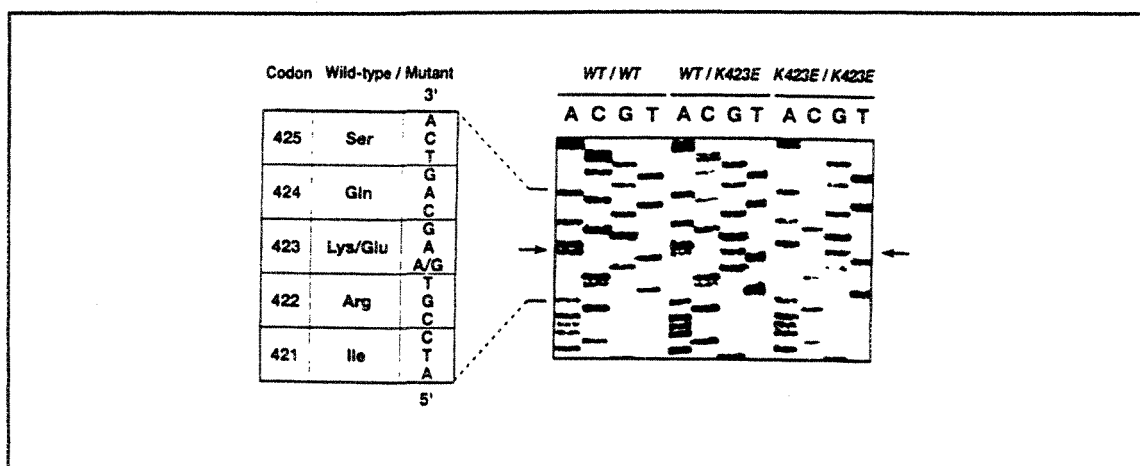 Codon Wild-type / Mutant
3'
425 Ser A C T
424 Gln G A C
423 Lys/Glu G A A/G
422 Arg T G C
421 Ile C T A
5'
WT / WT WT / K423E K423E / K423E
A C G T A C G T A C G T